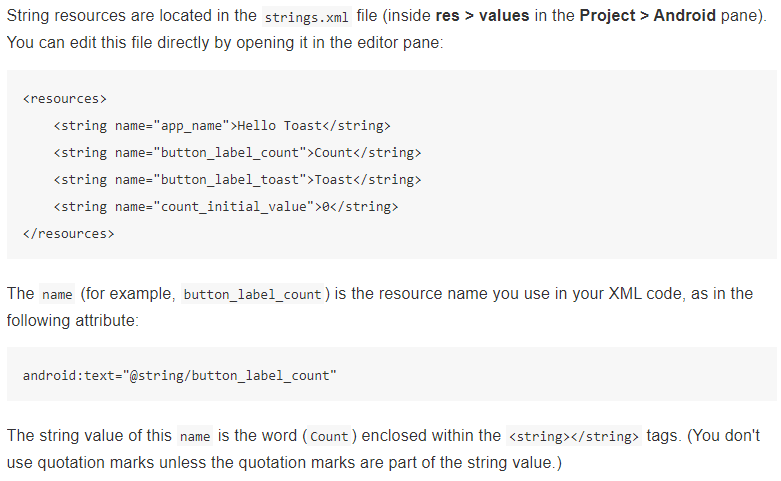 String resources are located in the strings.xml file (inside res > values in the Project > Android pane).
You can edit this file directly by opening it in the editor pane:
<resources>
    <string name="app_name">Hello Toast</string>
    <string name="button_label_count">Count</string>
    <string name="button_label_toast">Toast</string>
    <string name="count_initial_value">0</string>
</resources>
The name (for example, button_label_count) is the resource name you use in your XML code, as in the
following attribute:
android:text="@string/button_label_count"
The string value of this name is the word (Count) enclosed within the <string></string> tags. (You don't
use quotation marks unless the quotation marks are part of the string value.)